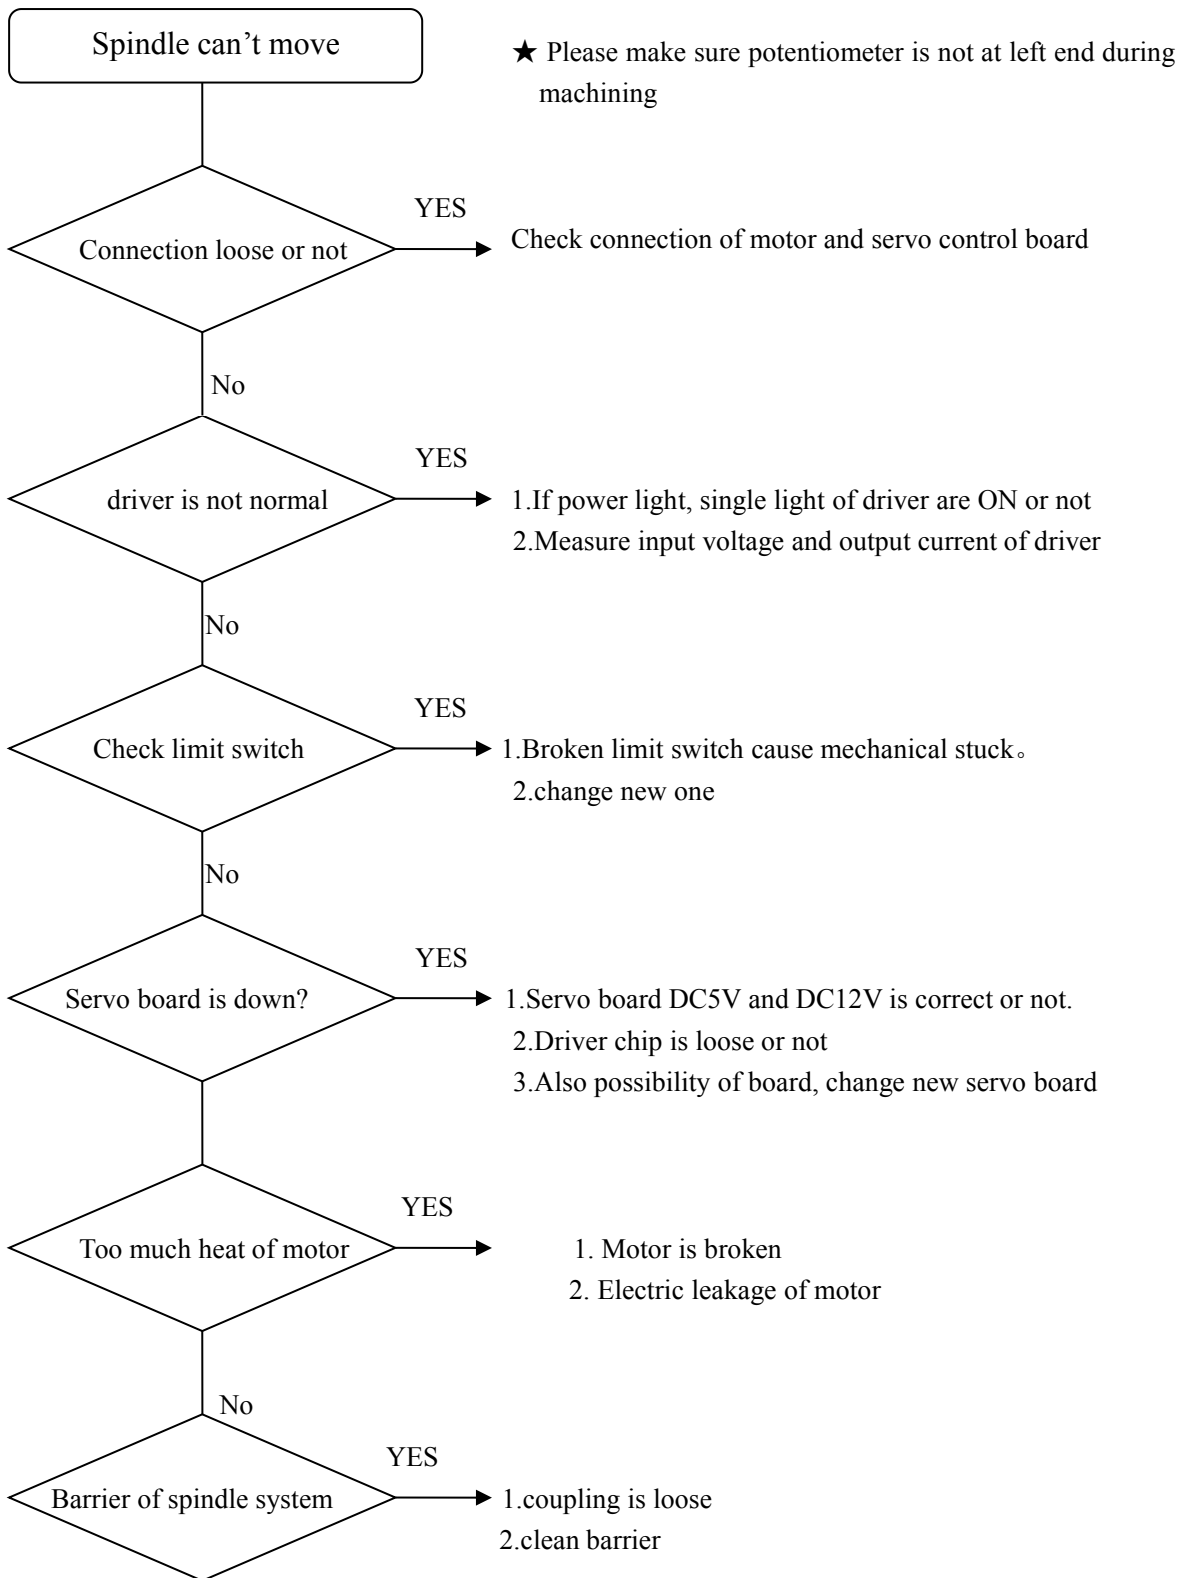 Spindle can’t move
★ Please make sure potentiometer is not at left end during
machining
YES
Connection loose or not
Check connection of motor and servo control board
No
YES
driver is not normal
1.If power light, single light of driver are ON or not
2.Measure input voltage and output current of driver
No
YES
Check limit switch
1.Broken limit switch cause mechanical stuck。
2.change new one
No
YES
Servo board is down?
1.Servo board DC5V and DC12V is correct or not.
2.Driver chip is loose or not
3.Also possibility of board, change new servo board
YES
Too much heat of motor
1. Motor is broken
2. Electric leakage of motor
No
YES
Barrier of spindle system
1.coupling is loose
2.clean barrier